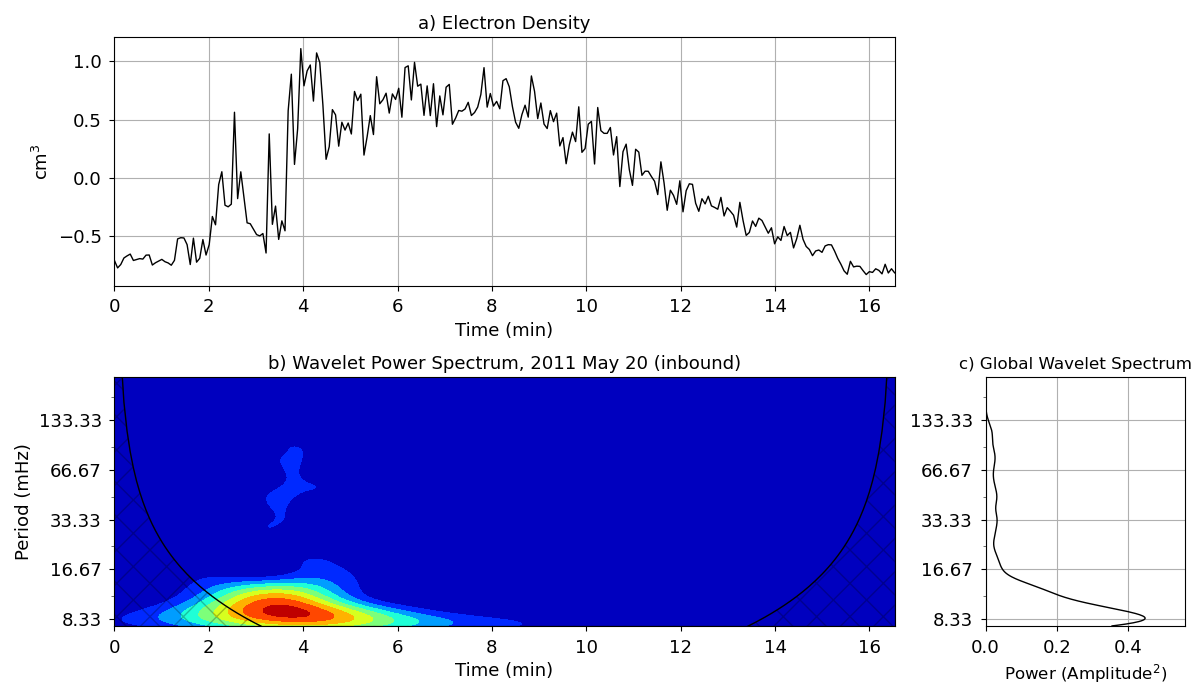 a) Electron Density
cm³
1.0
0.5
0.0
−0.5
0 2 4 6 8 10 12 14 16
Time (min)
b) Wavelet Power Spectrum, 2011 May 20 (inbound)
Period (mHz)
133.33
66.67
33.33
16.67
8.33
0 2 4 6 8 10 12 14 16
Time (min)
c) Global Wavelet Spectrum
133.33
66.67
33.33
16.67
8.33
0.0 0.2 0.4
Power (Amplitude²)